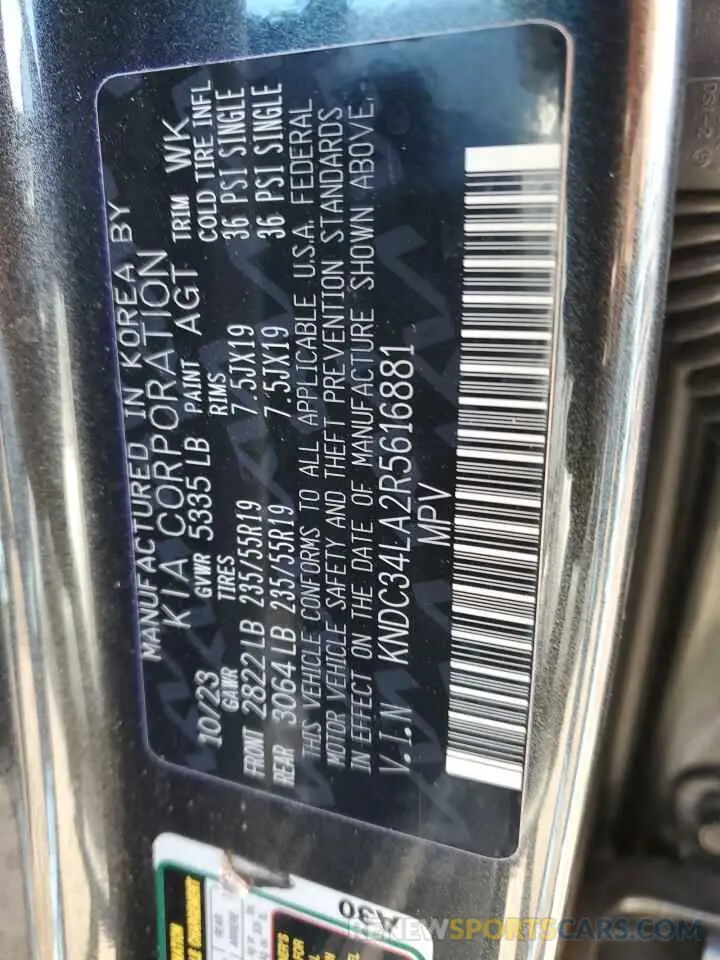 MANUFACTURED IN KOREA BY
KIA CORPORATION
10/23 GVWR 5335 LB PAINT AGT TRIM WK
GAWR TIRES RIMS COLD TIRE INFL
FRONT 2822 LB 235/55R19 7.5JX19 36 PSI SINGLE
REAR 3064 LB 235/55R19 7.5JX19 36 PSI SINGLE
THIS VEHICLE CONFORMS TO ALL APPLICABLE U.S.A. FEDERAL
MOTOR VEHICLE SAFETY AND THEFT PREVENTION STANDARDS
IN EFFECT ON THE DATE OF MANUFACTURE SHOWN ABOVE.
V.I.N KNDC34LA2R5616881
MPV
FOR
© NEWSPORTSCARS.COM